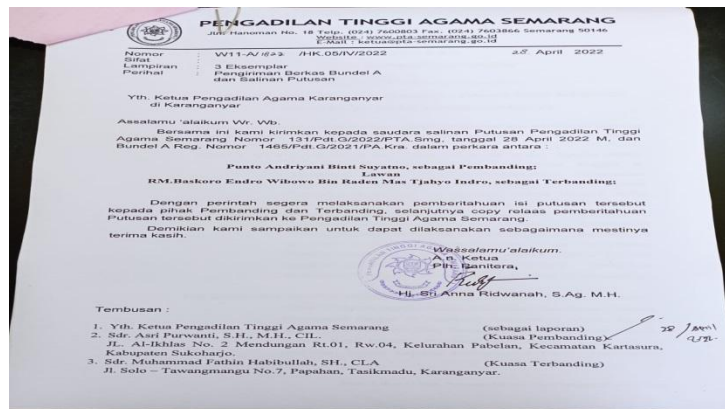 PENGADILAN TINGGI AGAMA SEMARANG
Jln. Hanoman No. 18 Telp. (024) 7600803 Fax. (024) 7603866 Semarang 50146
Website : www.pta-semarang.go.id
E-Mail : ketua@pta-semarang.go.id
Nomor : W11-A/ /HK.05/IV/2022 28 April 2022
Sifat :
Lampiran : 3 Eksemplar
Perihal : Pengiriman Berkas Bundel A
dan Salinan Putusan
Yth. Ketua Pengadilan Agama Karanganyar
di Karanganyar
Assalamu 'alaikum Wr. Wb.
Bersama ini kami kirimkan kepada saudara salinan Putusan Pengadilan Tinggi
Agama Semarang Nomor 131/Pdt.G/2022/PTA.Smg, tanggal 28 April 2022 M, dan
Bundel A Reg. Nomor 1465/Pdt.G/2021/PA.Kra. dalam perkara antara :
Punto Andriyani Binti Suyatno, sebagai Pembanding;
Lawan
RM.Baskoro Endro Wibowo Bin Raden Mas Tjahyo Indro, sebagai Terbanding;
Dengan perintah segera melaksanakan pemberitahuan isi putusan tersebut
kepada pihak Pembanding dan Terbanding, selanjutnya copy relaas pemberitahuan
Putusan tersebut dikirimkan ke Pengadilan Tinggi Agama Semarang.
Demikian kami sampaikan untuk dapat dilaksanakan sebagaimana mestinya
terima kasih.
Wassalamu'alaikum.
A.n. Ketua
Plh. Panitera,
Hj. Sri Anna Ridwanah, S.Ag. M.H.
Tembusan :
1. Yth. Ketua Pengadilan Tinggi Agama Semarang (sebagai laporan)
2. Sdr. Asri Purwanti, S.H., M.H., CIL. (Kuasa Pembanding)
JL. Al-Ikhlas No. 2 Mendungan Rt.01, Rw.04, Kelurahan Pabelan, Kecamatan Kartasura,
Kabupaten Sukoharjo.
3. Sdr. Muhammad Fathin Habibullah, SH., CLA (Kuasa Terbanding)
Jl. Solo – Tawangmangu No.7, Papahan, Tasikmadu, Karanganyar.